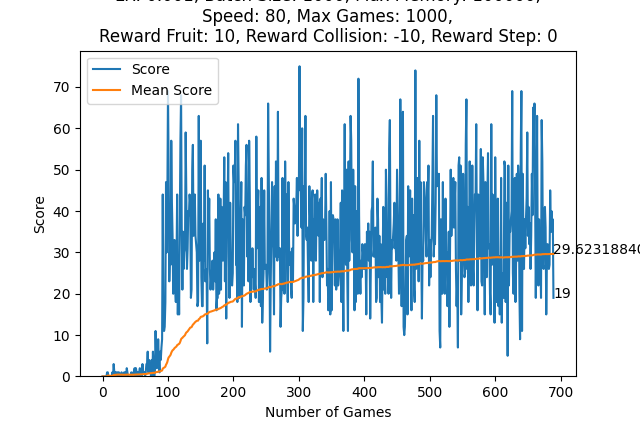 Speed: 80, Max Games: 1000,
Reward Fruit: 10, Reward Collision: -10, Reward Step: 0
Score
Mean Score
70
60
50
40
30
20
10
0
Score
29.6231884
19
0 100 200 300 400 500 600 700
Number of Games